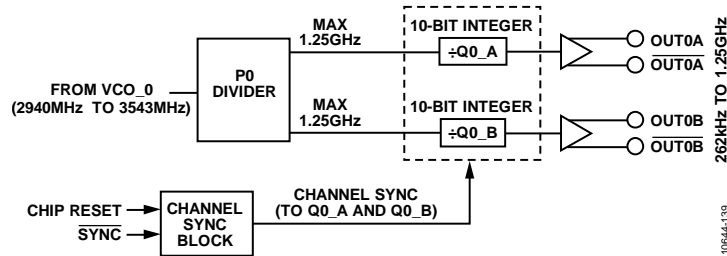 FROM VCO_0
(2940MHz TO 3543MHz)
P0
DIVIDER
MAX
1.25GHz
MAX
1.25GHz
10-BIT INTEGER
÷Q0_A
10-BIT INTEGER
÷Q0_B
OUT0A
OUT0A
OUT0B
OUT0B
262kHz TO 1.25GHz
CHIP RESET
SYNC
CHANNEL
SYNC
BLOCK
CHANNEL SYNC
(TO Q0_A AND Q0_B)
10644-139